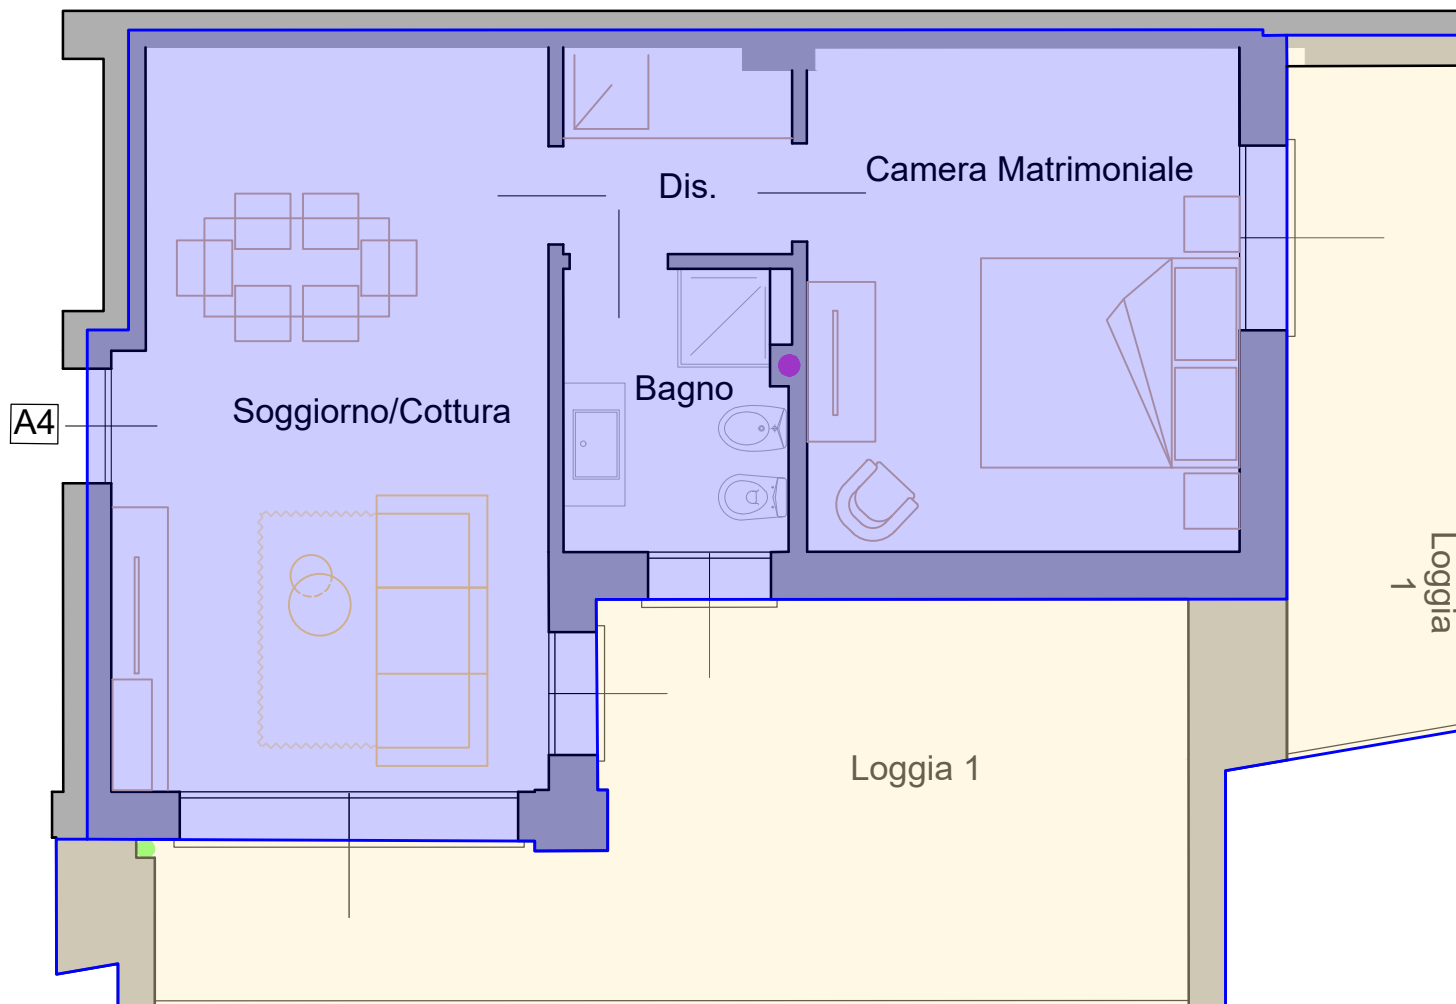 Dis.
Camera Matrimoniale
Bagno
Soggiorno/Cottura
A4
Loggia
1
Loggia 1